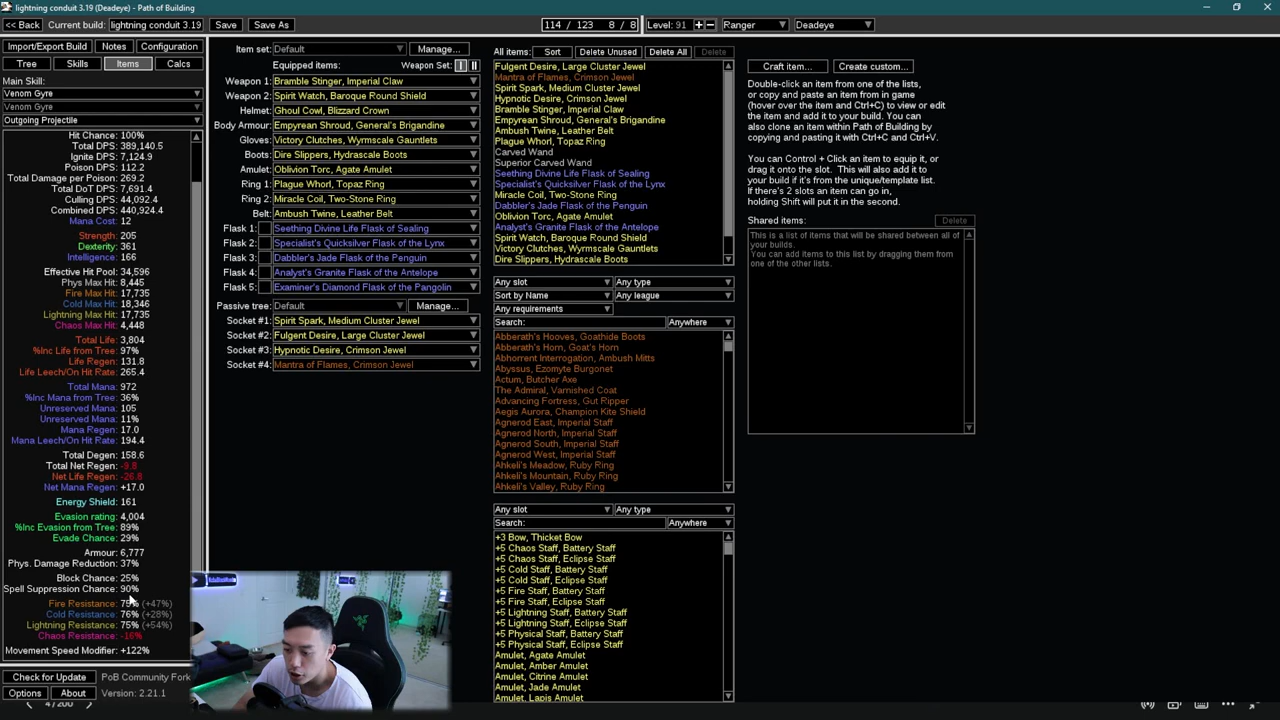 lightning conduit 3.19 (Deadeye) - Path of Building
<< Back
Current build:
lightning conduit 3.19
Save
Save As
114 / 123   8 / 8
Level: 91
+
Ranger
Deadeye
Import/Export Build
Notes
Configuration
Tree
Skills
Items
Calcs
Main Skill:
Venom Gyre
Venom Gyre
Outgoing Projectile
Hit Chance: 100%
Total DPS: 389,140.5
Ignite DPS: 7,124.9
Poison DPS: 112.2
Total Damage per Poison: 269.2
Total DoT DPS: 7,691.4
Culling DPS: 44,092.4
Combined DPS: 440,924.4
Mana Cost: 12
Strength: 205
Dexterity: 361
Intelligence: 166
Effective Hit Pool: 34,596
Phys Max Hit: 8,445
Fire Max Hit: 17,735
Cold Max Hit: 18,346
Lightning Max Hit: 17,735
Chaos Max Hit: 4,448
Total Life: 3,804
%Inc Life from Tree: 97%
Life Regen: 131.8
Life Leech/On Hit Rate: 265.4
Total Mana: 972
%Inc Mana from Tree: 36%
Unreserved Mana: 105
Unreserved Mana: 11%
Mana Regen: 17.0
Mana Leech/On Hit Rate: 194.4
Total Degen: 158.6
Total Net Regen: -9.8
Net Life Regen: -26.8
Net Mana Regen: +17.0
Energy Shield: 161
Evasion rating: 4,004
%Inc Evasion from Tree: 89%
Evade Chance: 29%
Armour: 6,777
Phys. Damage Reduction: 37%
Block Chance: 25%
Spell Suppression Chance: 90%
Fire Resistance: 75% (+47%)
Cold Resistance: 76% (+28%)
Lightning Resistance: 75% (+54%)
Chaos Resistance: -16%
Movement Speed Modifier: +122%
Check for Update
PoB Community Fork
Options
About
Version: 2.21.1
4 / 200
Item set:
Default
Manage...
Equipped items:
Weapon Set:
I
II
Weapon 1: Bramble Stinger, Imperial Claw
Weapon 2: Spirit Watch, Baroque Round Shield
Helmet: Ghoul Cowl, Blizzard Crown
Body Armour: Empyrean Shroud, General's Brigandine
Gloves: Victory Clutches, Wyrmscale Gauntlets
Boots: Dire Slippers, Hydrascale Boots
Amulet: Oblivion Torc, Agate Amulet
Ring 1: Plague Whorl, Topaz Ring
Ring 2: Miracle Coil, Two-Stone Ring
Belt: Ambush Twine, Leather Belt
Flask 1: Seething Divine Life Flask of Sealing
Flask 2: Specialist's Quicksilver Flask of the Lynx
Flask 3: Dabbler's Jade Flask of the Penguin
Flask 4: Analyst's Granite Flask of the Antelope
Flask 5: Examiner's Diamond Flask of the Pangolin
Passive tree: Default
Manage...
Socket #1: Spirit Spark, Medium Cluster Jewel
Socket #2: Fulgent Desire, Large Cluster Jewel
Socket #3: Hypnotic Desire, Crimson Jewel
Socket #4: Mantra of Flames, Crimson Jewel
All items:
Sort
Delete Unused
Delete All
Delete
Fulgent Desire, Large Cluster Jewel
Mantra of Flames, Crimson Jewel
Spirit Spark, Medium Cluster Jewel
Hypnotic Desire, Crimson Jewel
Bramble Stinger, Imperial Claw
Empyrean Shroud, General's Brigandine
Ambush Twine, Leather Belt
Plague Whorl, Topaz Ring
Carved Wand
Superior Carved Wand
Seething Divine Life Flask of Sealing
Specialist's Quicksilver Flask of the Lynx
Miracle Coil, Two-Stone Ring
Dabbler's Jade Flask of the Penguin
Oblivion Torc, Agate Amulet
Analyst's Granite Flask of the Antelope
Spirit Watch, Baroque Round Shield
Victory Clutches, Wyrmscale Gauntlets
Dire Slippers, Hydrascale Boots
Any slot
Any type
Sort by Name
Any league
Any requirements
Search:
Anywhere
Abberath's Hooves, Goathide Boots
Abberath's Horn, Goat's Horn
Abhorrent Interrogation, Ambush Mitts
Abyssus, Ezomyte Burgonet
Actum, Butcher Axe
The Admiral, Varnished Coat
Advancing Fortress, Gut Ripper
Aegis Aurora, Champion Kite Shield
Agnerod East, Imperial Staff
Agnerod North, Imperial Staff
Agnerod South, Imperial Staff
Agnerod West, Imperial Staff
Ahkeli's Meadow, Ruby Ring
Ahkeli's Mountain, Ruby Ring
Ahkeli's Valley, Ruby Ring
Any slot
Any type
Search:
Anywhere
+3 Bow, Thicket Bow
+5 Chaos Staff, Battery Staff
+5 Chaos Staff, Eclipse Staff
+5 Cold Staff, Battery Staff
+5 Cold Staff, Eclipse Staff
+5 Fire Staff, Battery Staff
+5 Fire Staff, Eclipse Staff
+5 Lightning Staff, Battery Staff
+5 Lightning Staff, Eclipse Staff
+5 Physical Staff, Battery Staff
+5 Physical Staff, Eclipse Staff
Amulet, Agate Amulet
Amulet, Amber Amulet
Amulet, Citrine Amulet
Amulet, Jade Amulet
Amulet, Lapis Amulet
Craft item...
Create custom...
Double-click an item from one of the lists,
or copy and paste an item from in game
(hover over the item and Ctrl+C) to view or edit
the item and add it to your build. You can
also clone an item within Path of Building by
copying and pasting it with Ctrl+C and Ctrl+V.
You can Control + Click an item to equip it, or
drag it onto the slot. This will also add it to
your build if it's from the unique/template list.
If there's 2 slots an item can go in,
holding Shift will put it in the second.
Shared items:
Delete
This is a list of items that will be shared between all of
your builds.
You can add items to this list by dragging them from
one of the other lists.